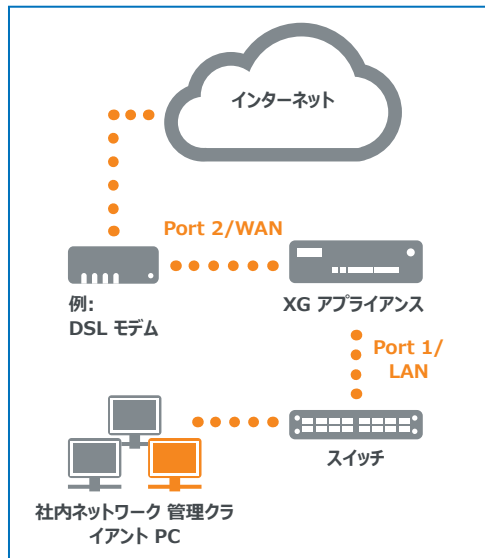 インターネット
Port 2/WAN
例:
DSL モデム
XG アプライアンス
Port 1/
LAN
スイッチ
社内ネットワーク 管理クラ
イアント PC